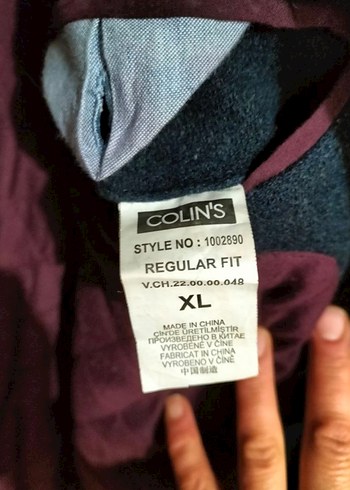 COLIN'S
STYLE NO : 1002890
REGULAR FIT
V.CH.22.00.00.048
XL
MADE IN CHINA
ÇİN'DE ÜRETİLMİŞTİR
ПРОИЗВЕДЕНО В КИТАЕ
VYROBENÉ V ČÍNE
FABRICAT IN CHINA
VYROBENO V ČÍNĚ
中国制造